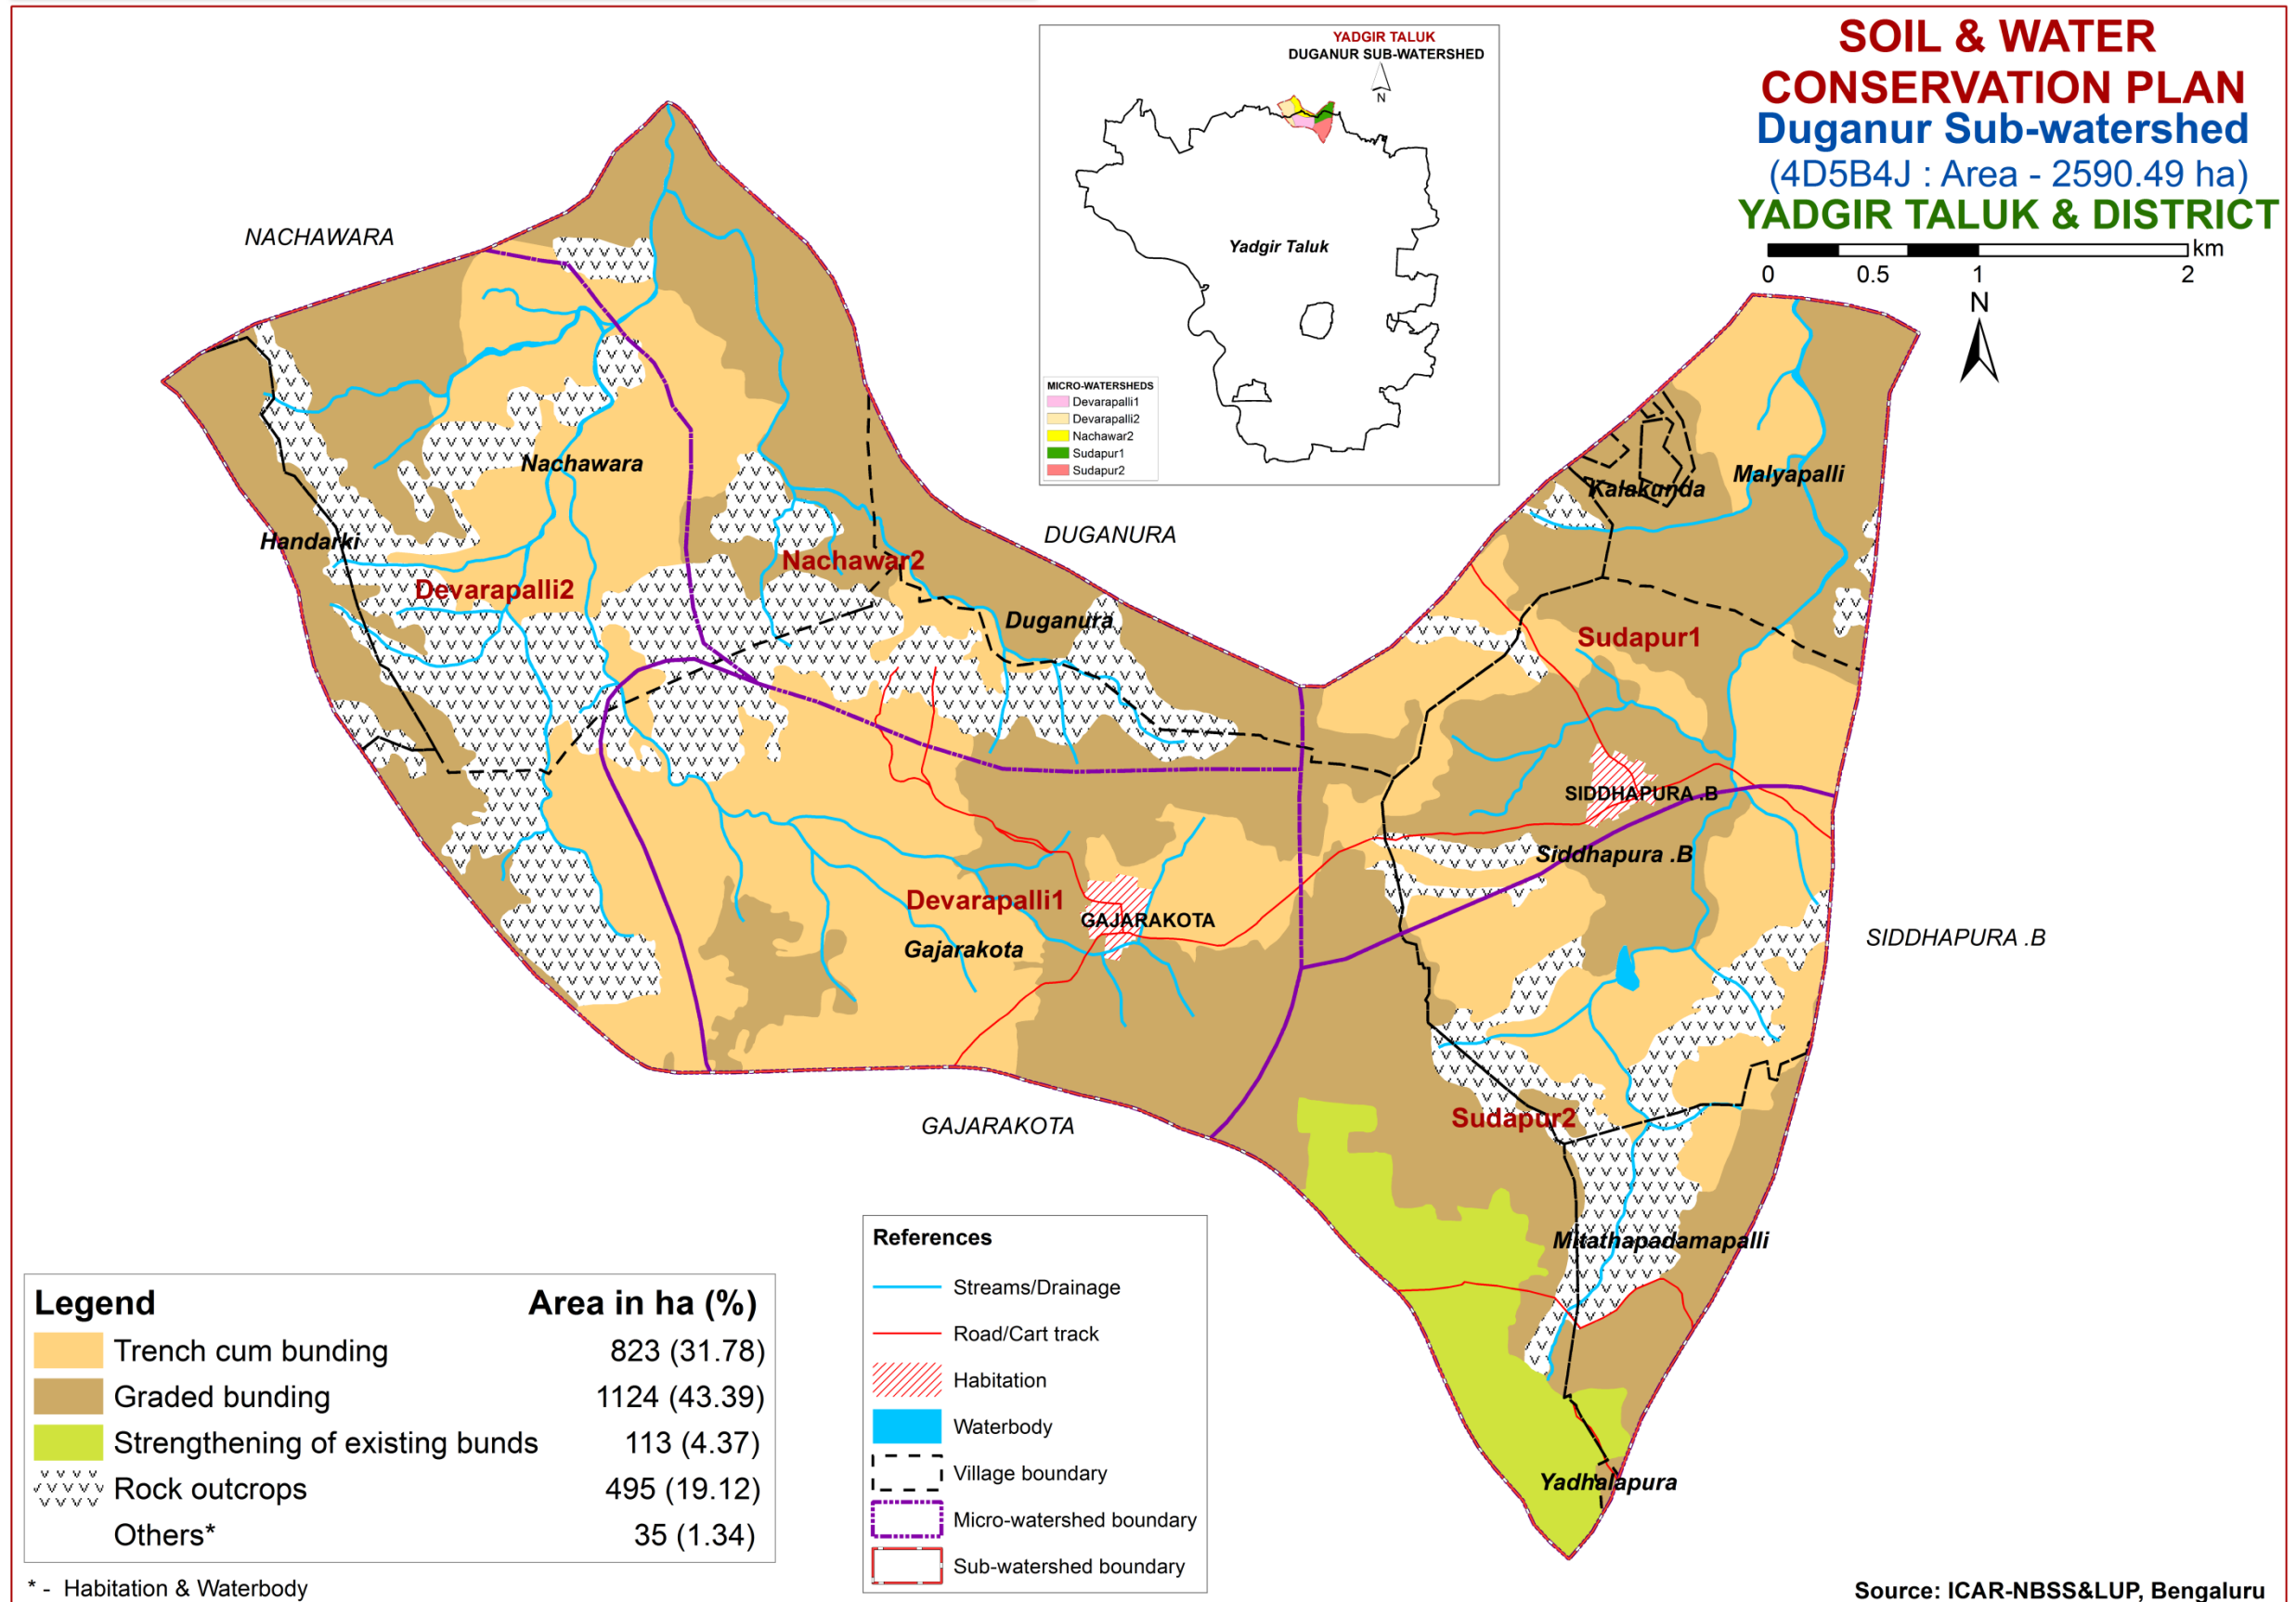 SOIL & WATER
CONSERVATION PLAN
Duganur Sub-watershed
(4D5B4J : Area - 2590.49 ha)
YADGIR TALUK & DISTRICT
km
0 0.5 1 2
N
YADGIR TALUK
DUGANUR SUB-WATERSHED
N
Yadgir Taluk
MICRO-WATERSHEDS
Devarapalli1
Devarapalli2
Nachawar2
Sudapur1
Sudapur2
NACHAWARA
Nachawara
Handarki
Devarapalli2
Nachawar2
DUGANURA
Duganura
Kalakunda
Malyapalli
Sudapur1
SIDDHAPURA .B
Siddhapura .B
Devarapalli1
GAJARAKOTA
Gajarakota
SIDDHAPURA .B
GAJARAKOTA
Sudapur2
Mitathapadamapalli
Yadhalapura
Legend Area in ha (%)
Trench cum bunding 823 (31.78)
Graded bunding 1124 (43.39)
Strengthening of existing bunds 113 (4.37)
Rock outcrops 495 (19.12)
Others* 35 (1.34)
* - Habitation & Waterbody
References
Streams/Drainage
Road/Cart track
Habitation
Waterbody
Village boundary
Micro-watershed boundary
Sub-watershed boundary
Source: ICAR-NBSS&LUP, Bengaluru